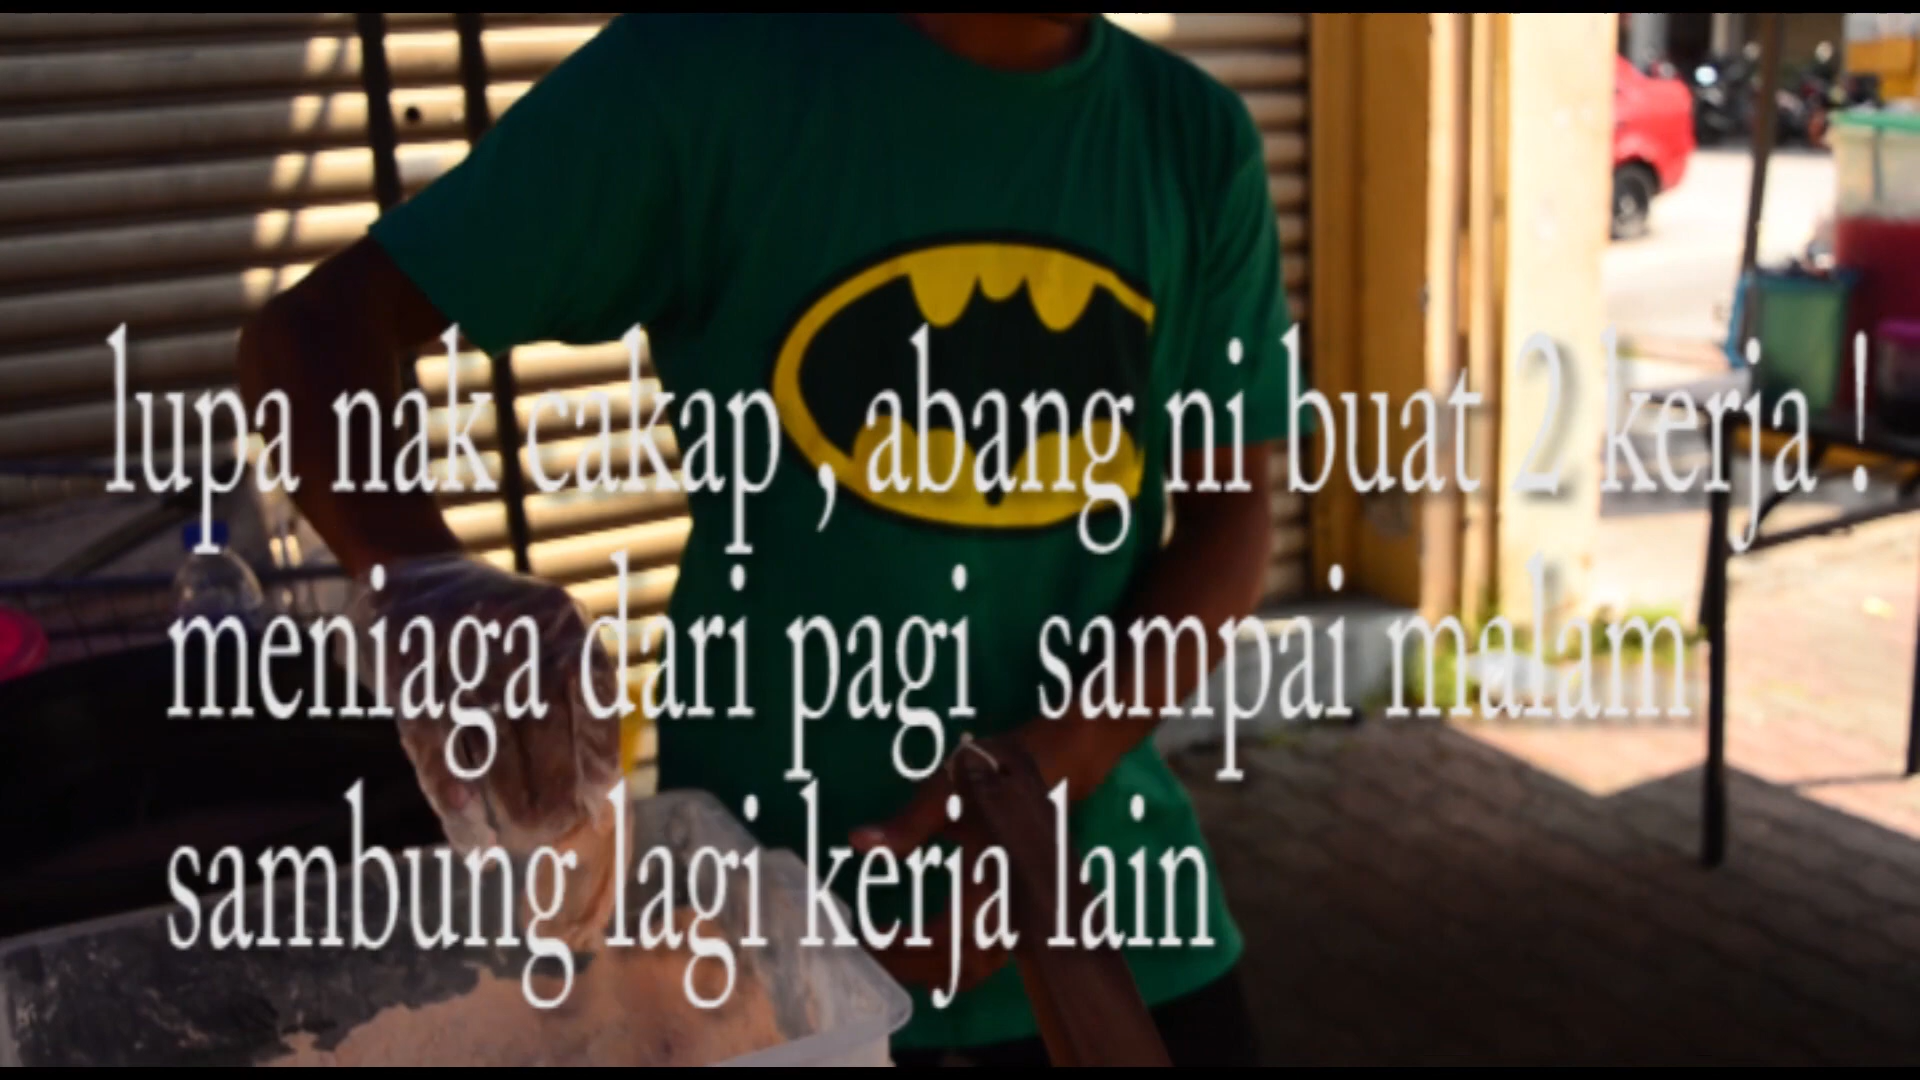 lupa nak cakap , abang ni buat 2 kerja !
meniaga dari pagi sampai malam
sambung lagi kerja lain